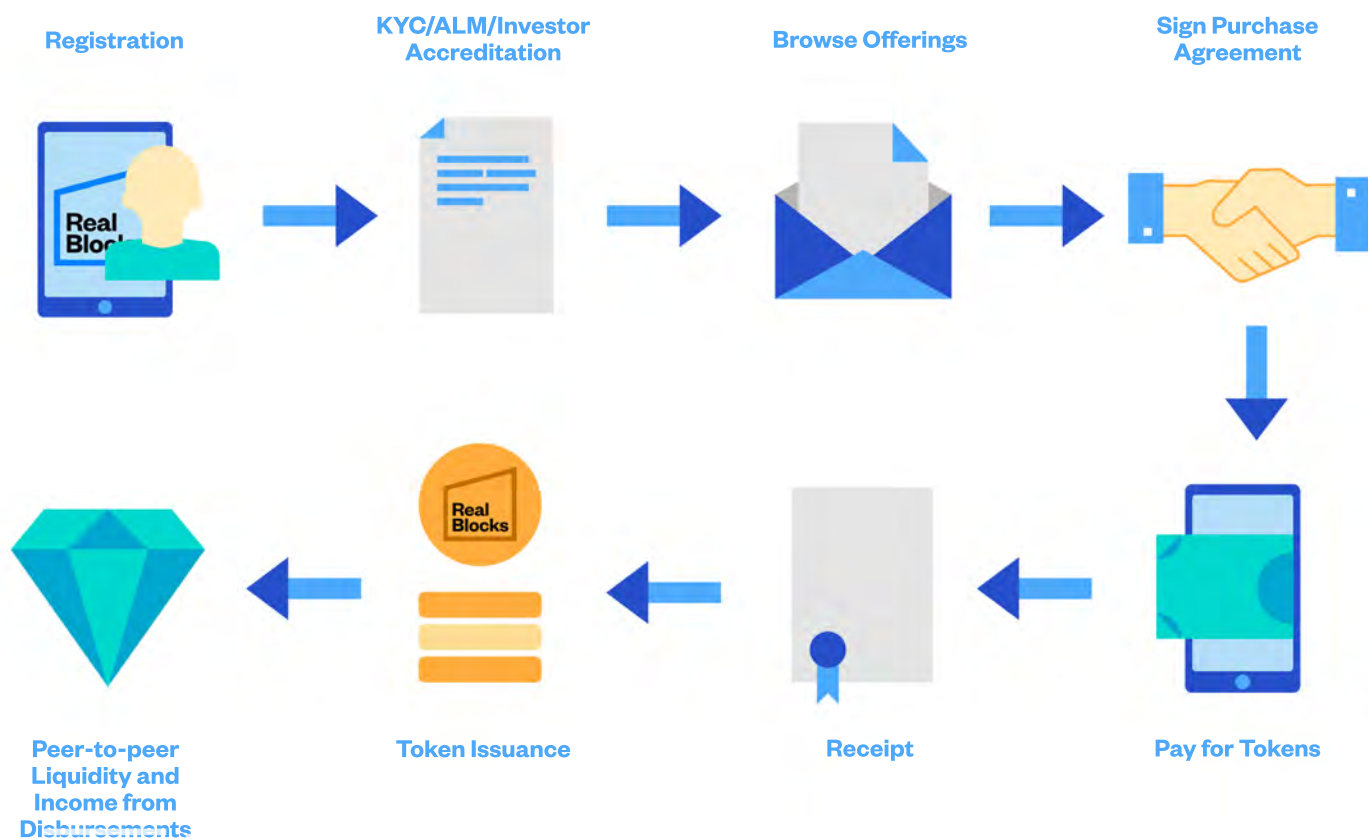 Registration
KYC/ALM/Investor
Accreditation
Browse Offerings
Sign Purchase
Agreement
Real
Blocks
Real
Blocks
Peer-to-peer
Liquidity and
Income from
Disbursements
Token Issuance
Receipt
Pay for Tokens